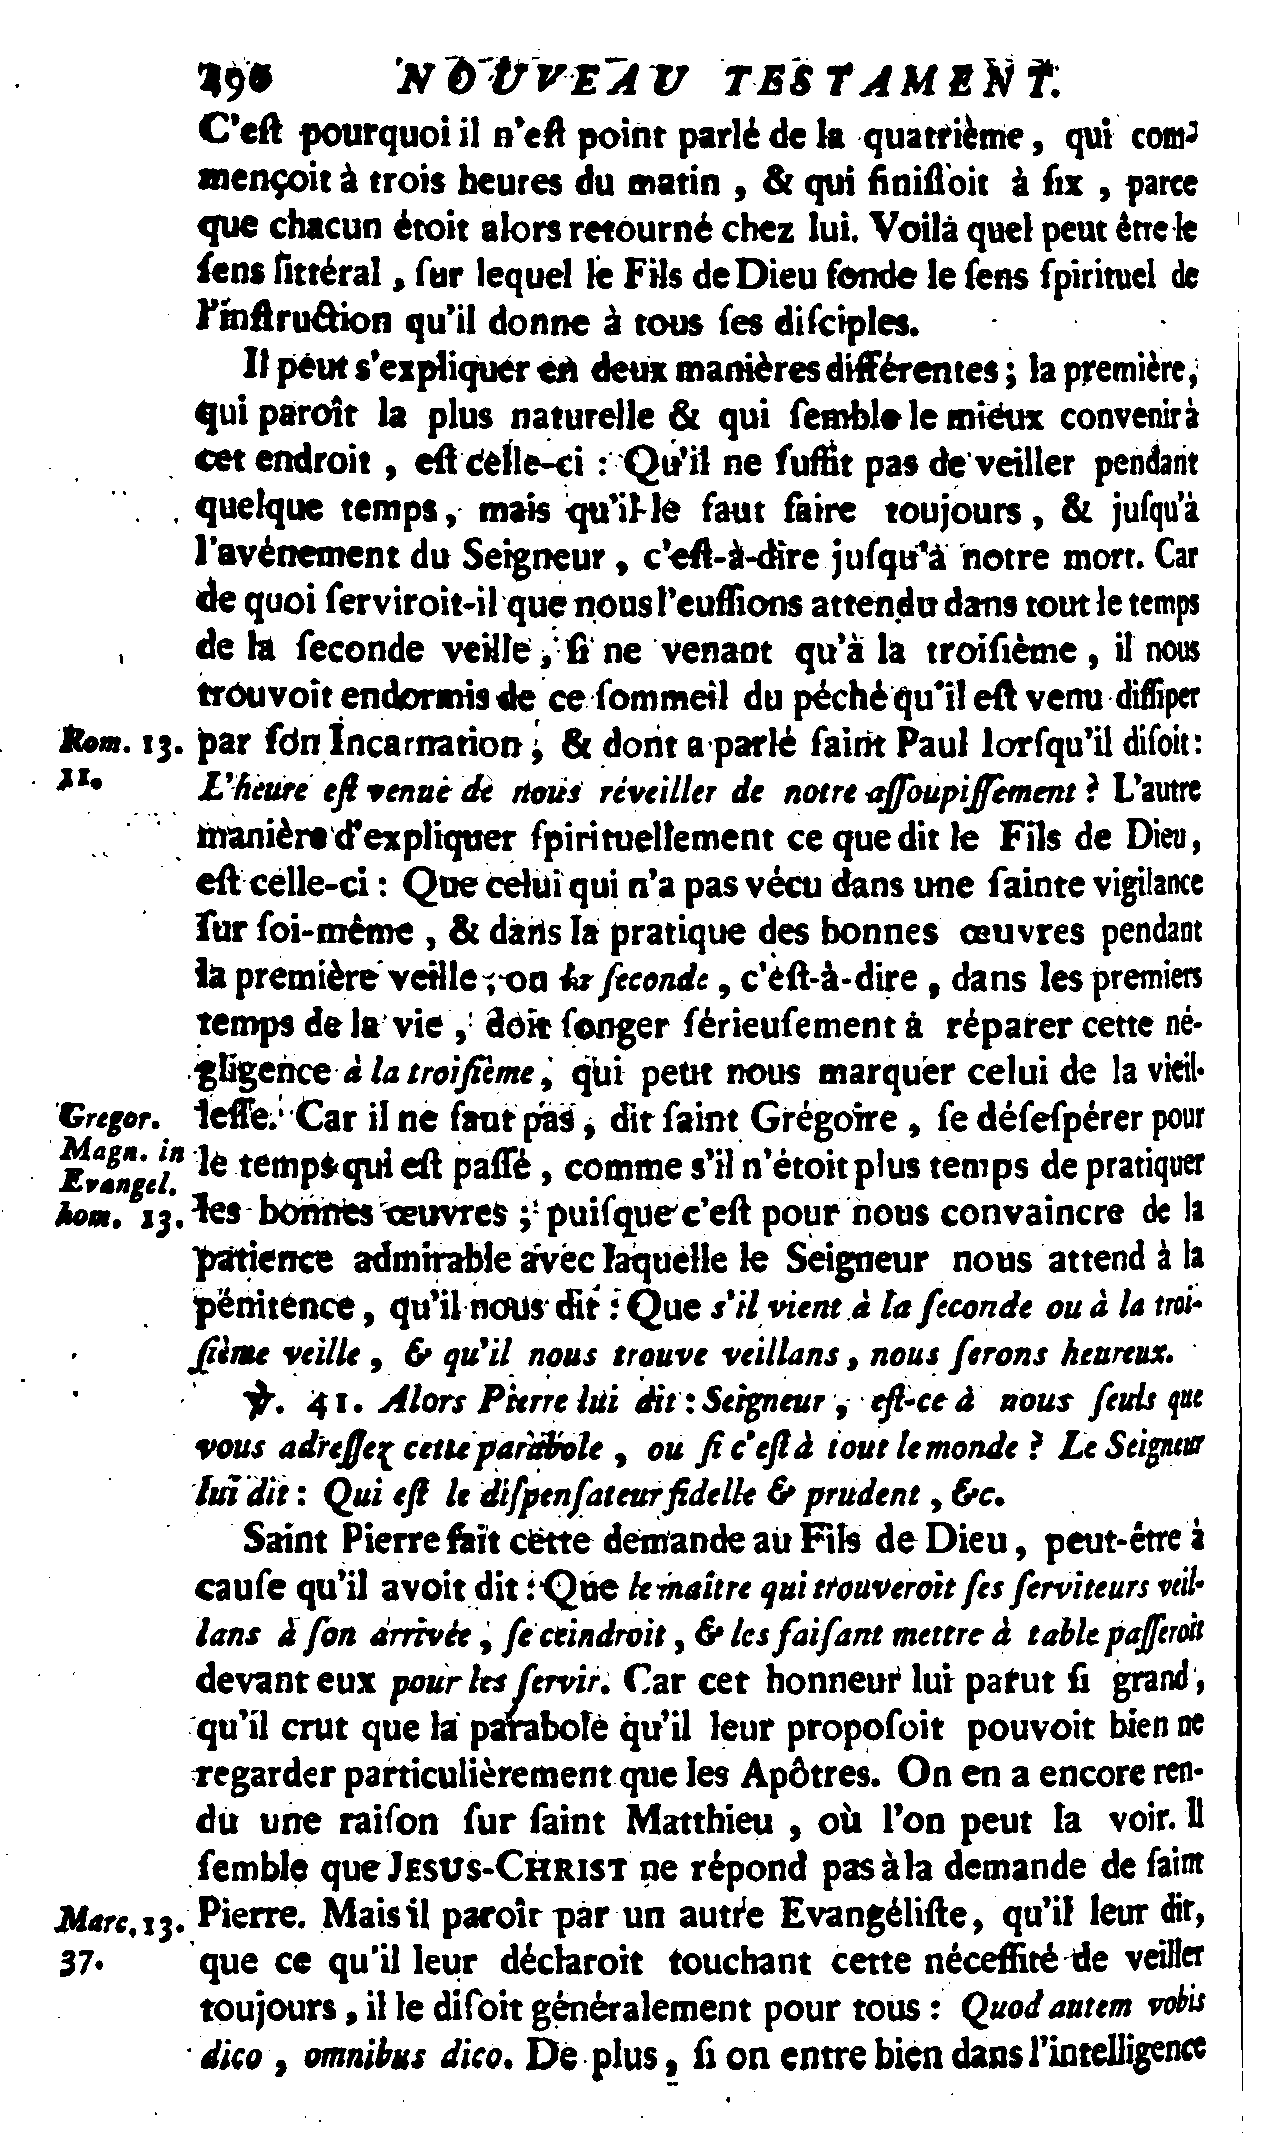 290 NOUVEAU TESTAMENT.
C'eſt pourquoi il n'eſt point parlé de la quatrième, qui com-
mençoit à trois heures du matin, & qui finiſſoit à ſix, parce
que chacun étoit alors retourné chez lui. Voilà quel peut être le
ſens littéral, ſur lequel le Fils de Dieu fonde le ſens ſpirituel de
l'inſtruction qu'il donne à tous ſes diſciples.
Il peut s'expliquer en deux manières différentes; la première,
qui paroît la plus naturelle & qui ſemble le mieux convenir à
cet endroit, eſt celle-ci : Qu'il ne ſuffit pas de veiller pendant
quelque temps, mais qu'il le faut faire toujours, & juſqu'à
l'avénement du Seigneur, c'eſt-à-dire juſqu'à notre mort. Car
de quoi ſerviroit-il que nous l'euſſions attendu dans tout le temps
de la ſeconde veille, ſi ne venant qu'à la troiſième, il nous
trouvoit endormis de ce ſommeil du péché qu'il eſt venu diſſiper
Rom. 13. par ſon Incarnation, & dont a parlé ſaint Paul lorſqu'il diſoit:
11. L'heure eſt venue de nous réveiller de notre aſſoupiſſement? L'autre
manière d'expliquer ſpirituellement ce que dit le Fils de Dieu,
eſt celle-ci : Que celui qui n'a pas vécu dans une ſainte vigilance
ſur ſoi-même, & dans la pratique des bonnes œuvres pendant
la première veille, ou la ſeconde, c'eſt-à-dire, dans les premiers
temps de la vie, doit ſonger ſérieuſement à réparer cette né-
gligence à la troiſième, qui peut nous marquer celui de la vieil-
Gregor. leſſe. Car il ne faut pas, dit ſaint Grégoire, ſe déſeſpérer pour
Magn. in le temps qui eſt paſſé, comme s'il n'étoit plus temps de pratiquer
Evangel.
hom. 13. les bonnes œuvres; puiſque c'eſt pour nous convaincre de la
patience admirable avec laquelle le Seigneur nous attend à la
pénitence, qu'il nous dit : Que s'il vient à la ſeconde ou à la troi-
ſième veille, & qu'il nous trouve veillans, nous ſerons heureux.
℣. 41. Alors Pierre lui dit : Seigneur, eſt-ce à nous ſeuls que
vous adreſſez cette parabole, ou ſi c'eſt à tout le monde? Le Seigneur
lui dit : Qui eſt le diſpenſateur fidelle & prudent, &c.
Saint Pierre fait cette demande au Fils de Dieu, peut-être à
cauſe qu'il avoit dit : Que le maître qui trouveroit ſes ſerviteurs veil-
lans à ſon arrivée, ſe ceindroit, & les faiſant mettre à table paſſeroit
devant eux pour les ſervir. Car cet honneur lui parut ſi grand,
qu'il crut que la parabole qu'il leur propoſoit pouvoit bien ne
regarder particulièrement que les Apôtres. On en a encore ren-
du une raiſon ſur ſaint Matthieu, où l'on peut la voir. Il
ſemble que JESUS-CHRIST ne répond pas à la demande de ſaint
Marc, 13. Pierre. Mais il paroît par un autre Evangéliſte, qu'il leur dit,
37. que ce qu'il leur déclaroit touchant cette néceſſité de veiller
toujours, il le diſoit généralement pour tous : Quod autem vobis
dico, omnibus dico. De plus, ſi on entre bien dans l'intelligence